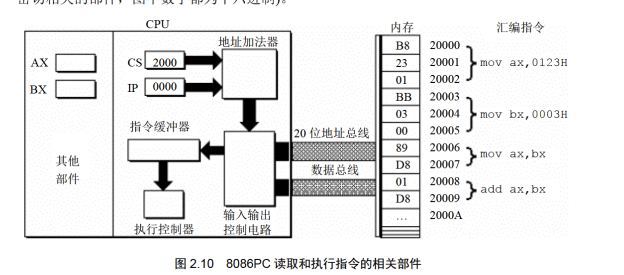 CPU
内存
汇编指令
地址加法器
B8 20000
AX
CS 2000
23 20001 mov ax,0123H
01 20002
BX
IP 0000
BB 20003
03 20004 mov bx,0003H
指令缓冲器
20 位地址总线
00 20005
89 20006 mov ax,bx
其他
部件
数据总线
D8 20007
01 20008 add ax,bx
D8 20009
执行控制器
输入输出
控制电路
… 2000A
图 2.10 8086PC 读取和执行指令的相关部件